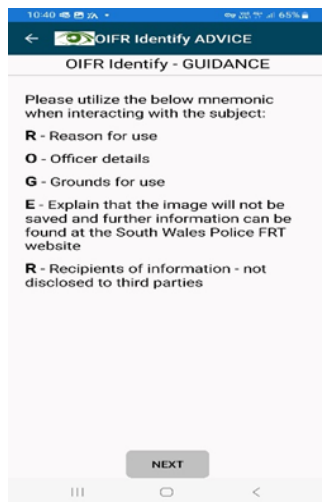 10:40
65%
OIFR Identify ADVICE
OIFR Identify - GUIDANCE
Please utilize the below mnemonic
when interacting with the subject:
R - Reason for use
O - Officer details
G - Grounds for use
E - Explain that the image will not be
saved and further information can be
found at the South Wales Police FRT
website
R - Recipients of information - not
disclosed to third parties
NEXT